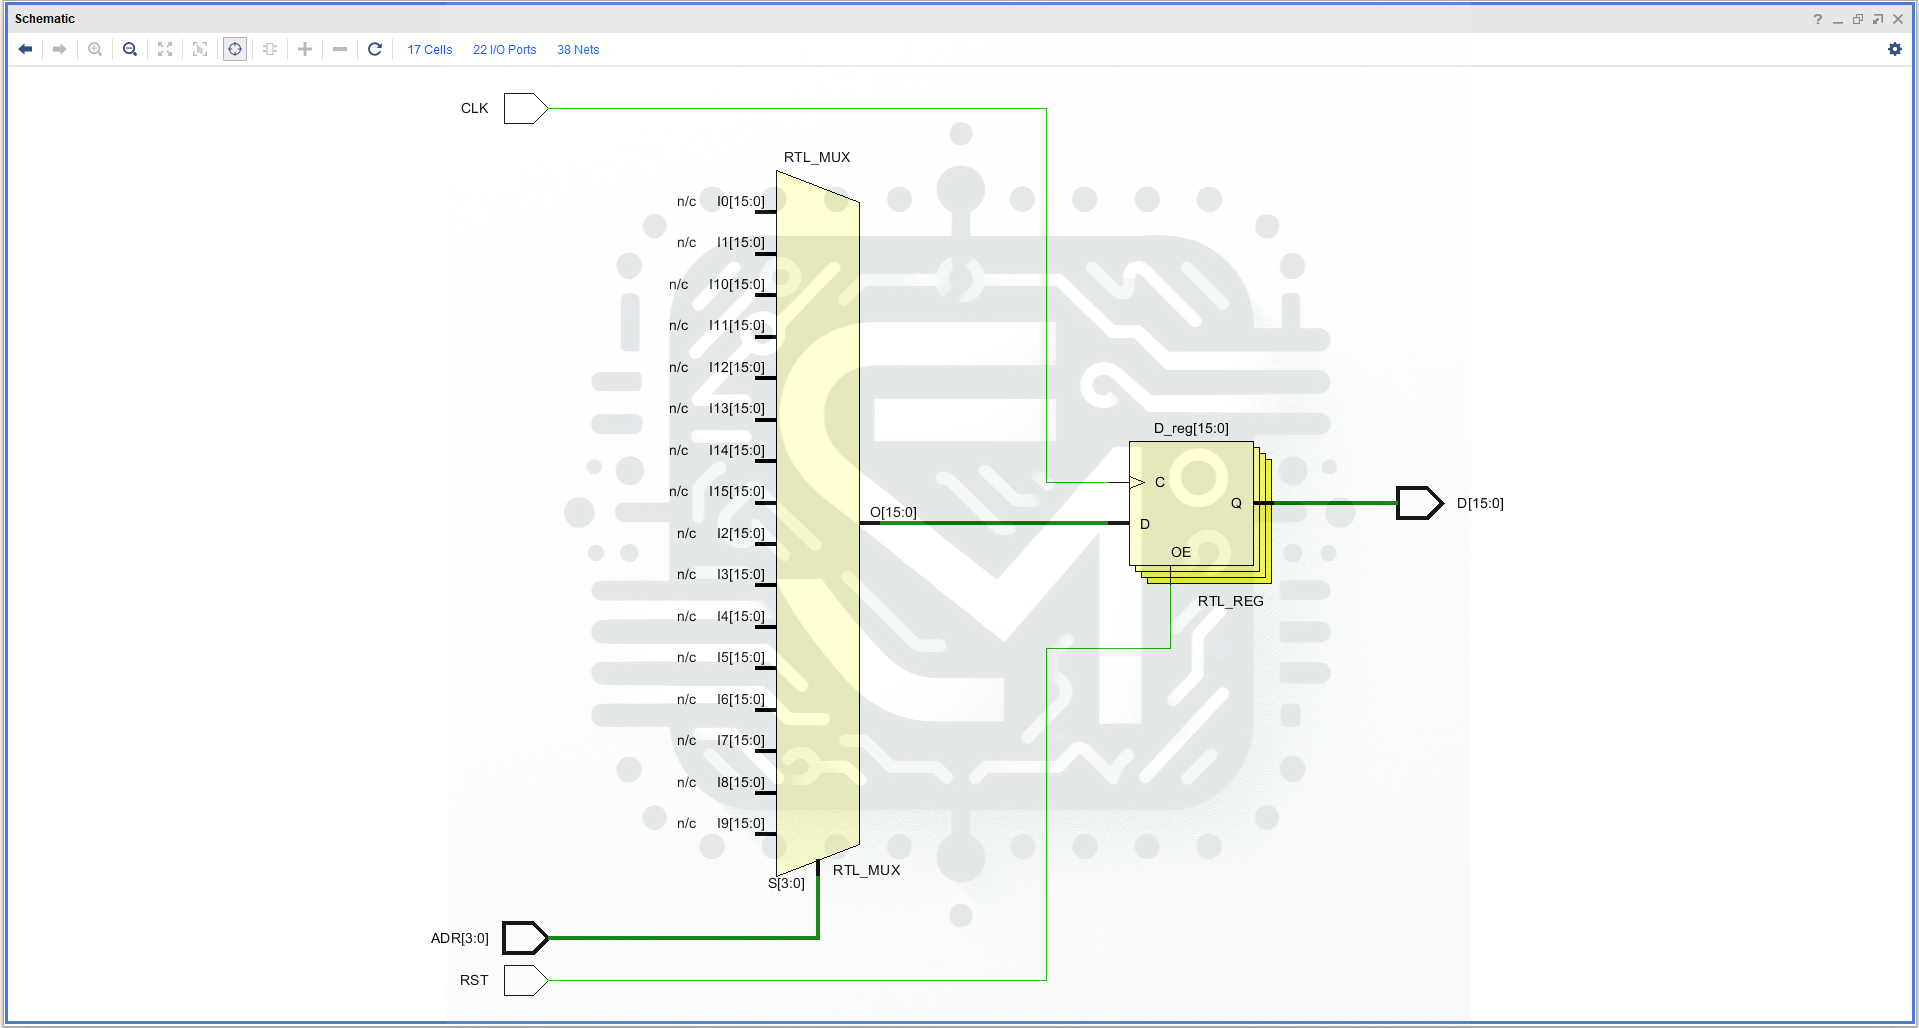 Schematic
17 Cells 22 I/O Ports 38 Nets
CLK
RTL_MUX
n/c I0[15:0]
n/c I1[15:0]
n/c I10[15:0]
n/c I11[15:0]
n/c I12[15:0]
n/c I13[15:0]
n/c I14[15:0]
n/c I15[15:0]
n/c I2[15:0]
n/c I3[15:0]
n/c I4[15:0]
n/c I5[15:0]
n/c I6[15:0]
n/c I7[15:0]
n/c I8[15:0]
n/c I9[15:0]
S[3:0]
RTL_MUX
O[15:0]
D_reg[15:0]
C
D
Q
OE
RTL_REG
D[15:0]
ADR[3:0]
RST